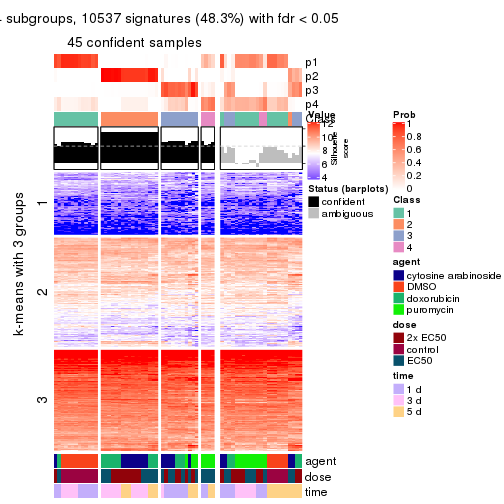 subgroups, 10537 signatures (48.3%) with fdr < 0.05
45 confident samples
p1
p2
p3
p4
Class
Value
12
10
8
6
4
Silhouette
score
Status (barplots)
confident
ambiguous
Prob
1
0.8
0.6
0.4
0.2
0
Class
1
2
3
4
agent
cytosine arabinoside
DMSO
doxorubicin
puromycin
dose
2x EC50
control
EC50
time
1 d
3 d
5 d
k-means with 3 groups
1
2
3
agent
dose
time